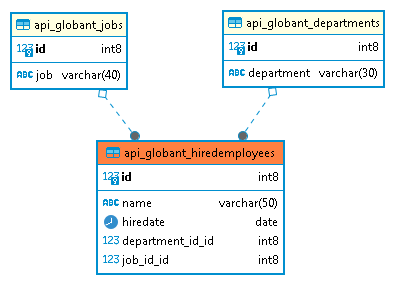 api_globant_jobs
123 id int8
ABC job varchar(40)
api_globant_departments
123 id int8
ABC department varchar(30)
api_globant_hiredemployees
123 id int8
ABC name varchar(50)
hiredate date
123 department_id_id int8
123 job_id_id int8